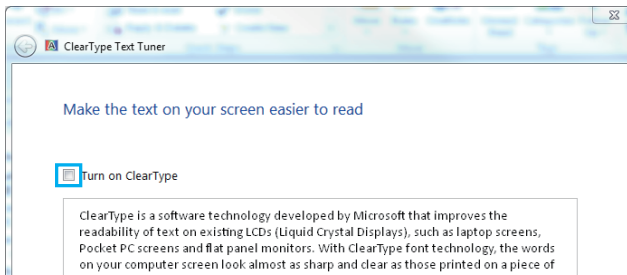 ClearType Text Tuner
Make the text on your screen easier to read
Turn on ClearType
ClearType is a software technology developed by Microsoft that improves the
readability of text on existing LCDs (Liquid Crystal Displays), such as laptop screens,
Pocket PC screens and flat panel monitors. With ClearType font technology, the words
on your computer screen look almost as sharp and clear as those printed on a piece of